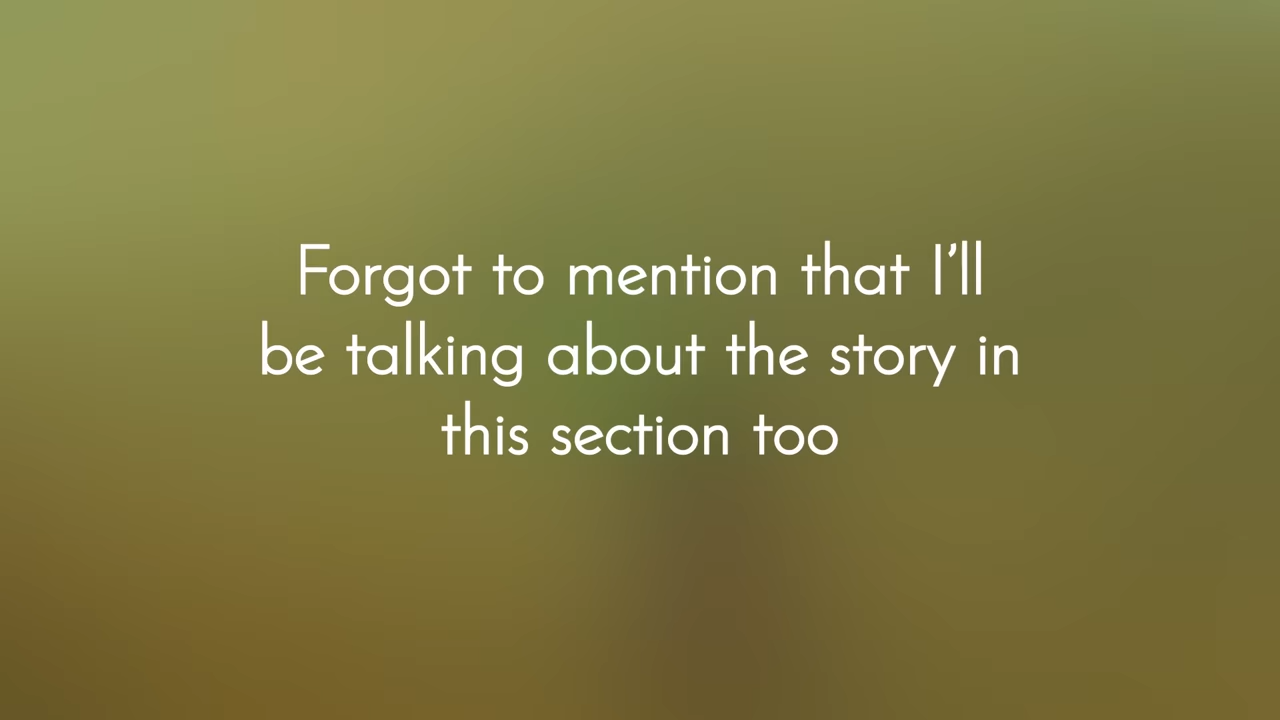 Forgot to mention that I’ll
be talking about the story in
this section too